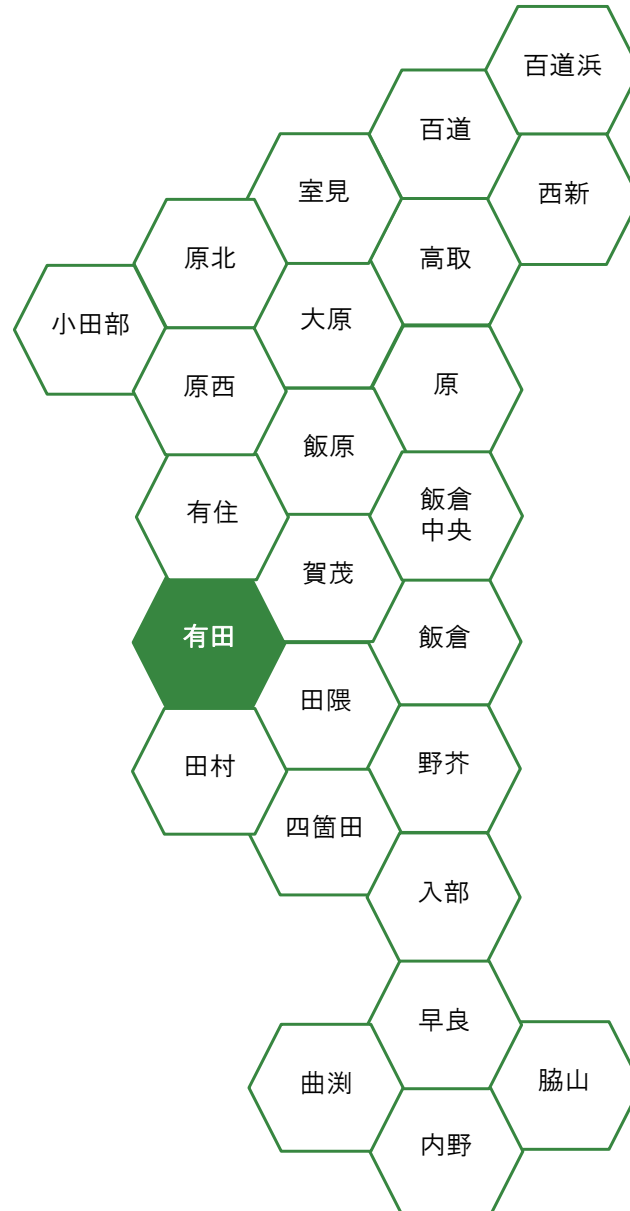 百道浜
百道
室見
西新
原北
高取
小田部
大原
原西
原
飯原
有住
飯倉
中央
賀茂
有田
飯倉
田隈
田村
野芥
四箇田
入部
早良
曲渕
脇山
内野